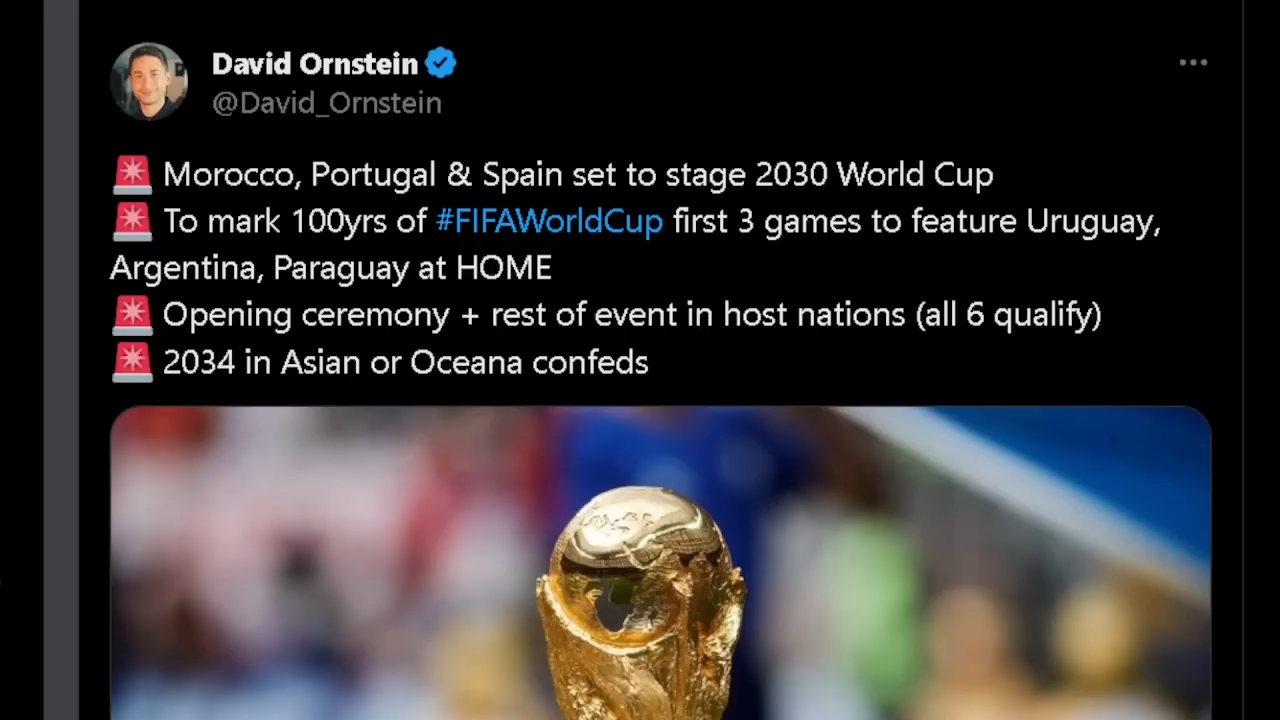 David Ornstein
@David_Ornstein
🚨 Morocco, Portugal & Spain set to stage 2030 World Cup
🚨 To mark 100yrs of #FIFAWorldCup first 3 games to feature Uruguay,
Argentina, Paraguay at HOME
🚨 Opening ceremony + rest of event in host nations (all 6 qualify)
🚨 2034 in Asian or Oceana confeds